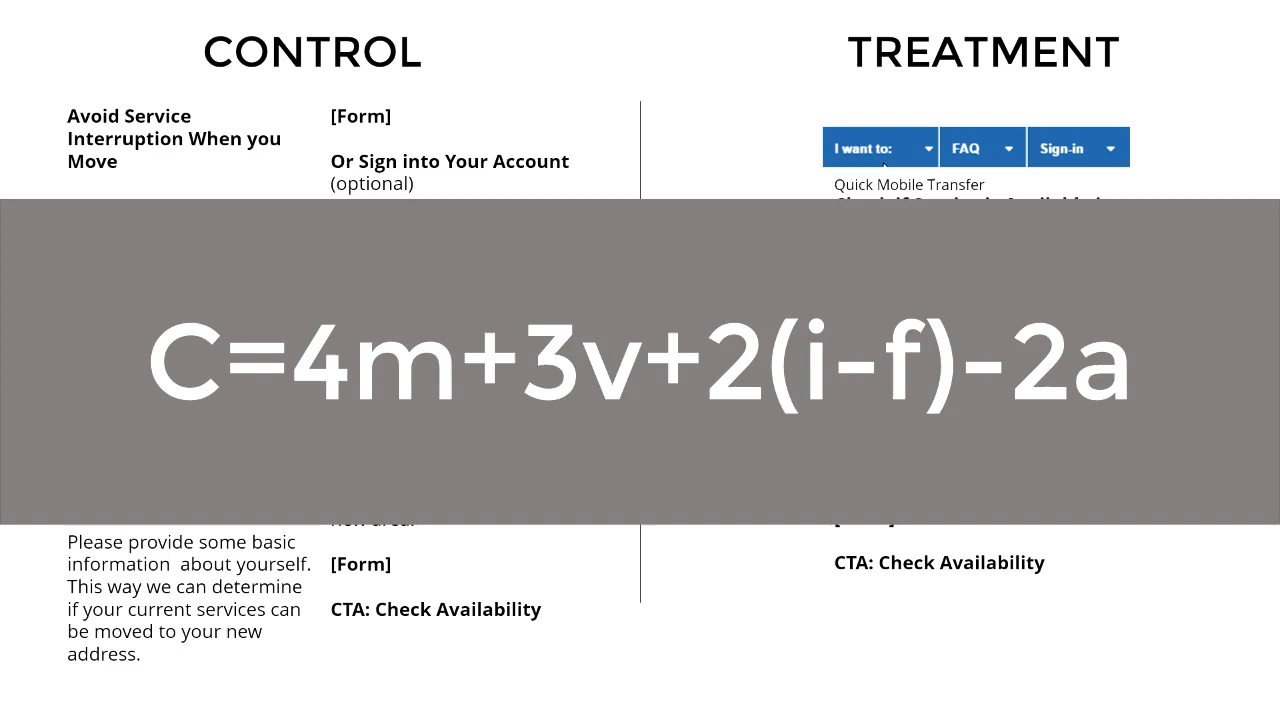 CONTROL
Avoid Service
Interruption When you
Move
[Form]
Or Sign into Your Account
(optional)
TREATMENT
I want to:
FAQ
Sign-in
Quick Mobile Transfer
C=4m+3v+2(i-f)-2a
Please provide some basic
information about yourself.
This way we can determine
if your current services can
be moved to your new
address.
[Form]
CTA: Check Availability
CTA: Check Availability